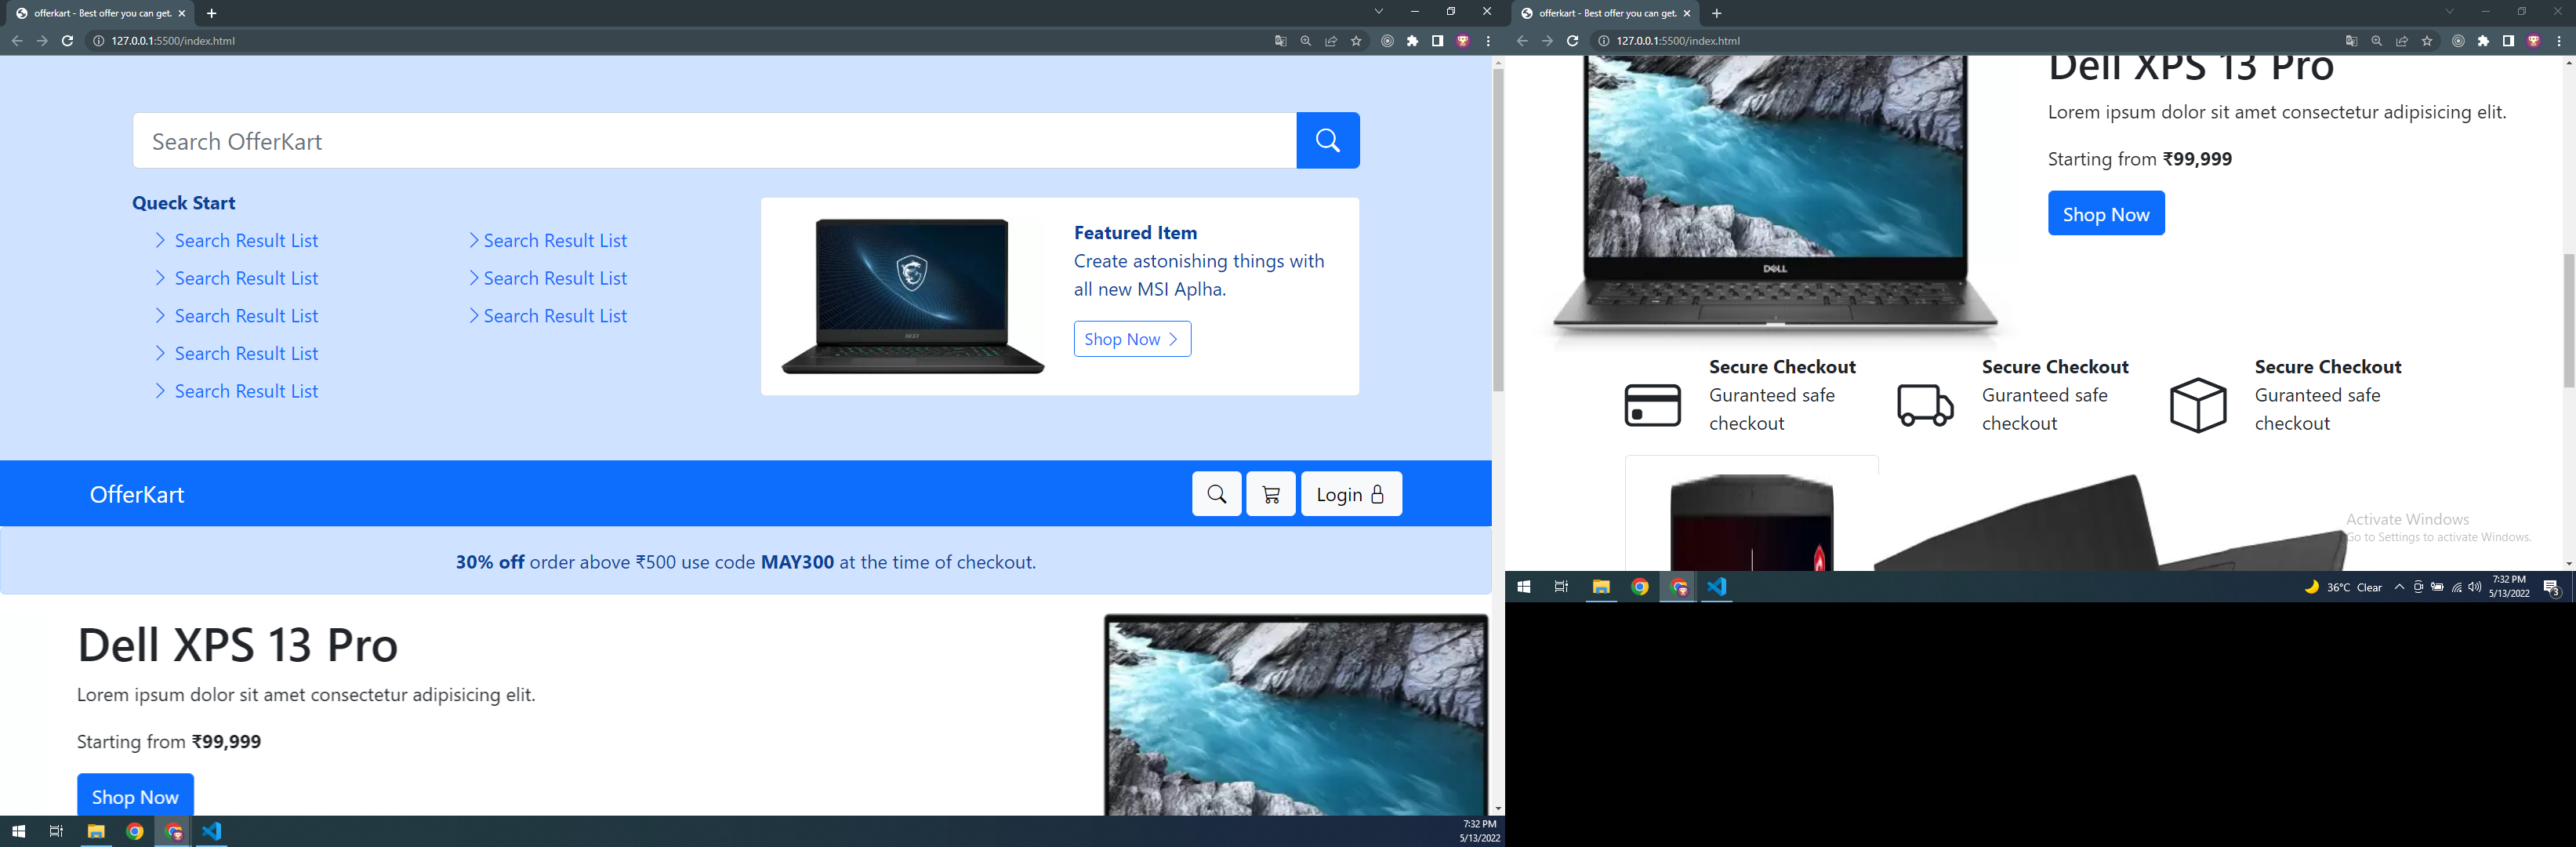 offerkart - Best offer you can get.
127.0.0.1:5500/index.html
Search OfferKart
Queck Start
Search Result List
Search Result List
Search Result List
Search Result List
Search Result List
Search Result List
Search Result List
Search Result List
Featured Item
Create astonishing things with
all new MSI Aplha.
Shop Now
OfferKart
Login
30% off order above ₹500 use code MAY300 at the time of checkout.
Dell XPS 13 Pro
Lorem ipsum dolor sit amet consectetur adipisicing elit.
Starting from ₹99,999
Shop Now
7:32 PM
5/13/2022
offerkart - Best offer you can get.
127.0.0.1:5500/index.html
Dell XPS 13 Pro
Lorem ipsum dolor sit amet consectetur adipisicing elit.
Starting from ₹99,999
Shop Now
DELL
Secure Checkout
Guranteed safe
checkout
Secure Checkout
Guranteed safe
checkout
Secure Checkout
Guranteed safe
checkout
Activate Windows
Go to Settings to activate Windows.
36°C Clear
7:32 PM
5/13/2022
3